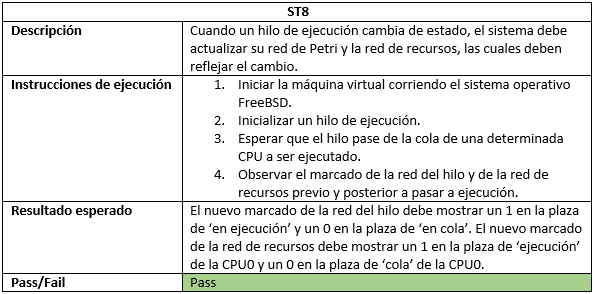 ST8
Descripción
Cuando un hilo de ejecución cambia de estado, el sistema debe
actualizar su red de Petri y la red de recursos, las cuales deben
reflejar el cambio.
Instrucciones de ejecución
1. Iniciar la máquina virtual corriendo el sistema operativo
FreeBSD.
2. Inicializar un hilo de ejecución.
3. Esperar que el hilo pase de la cola de una determinada
CPU a ser ejecutado.
4. Observar el marcado de la red del hilo y de la red de
recursos previo y posterior a pasar a ejecución.
Resultado esperado
El nuevo marcado de la red del hilo debe mostrar un 1 en la plaza
de ‘en ejecución’ y un 0 en la plaza de ‘en cola’. El nuevo marcado
de la red de recursos debe mostrar un 1 en la plaza de ‘ejecución’
de la CPU0 y un 0 en la plaza de ‘cola’ de la CPU0.
Pass/Fail
Pass